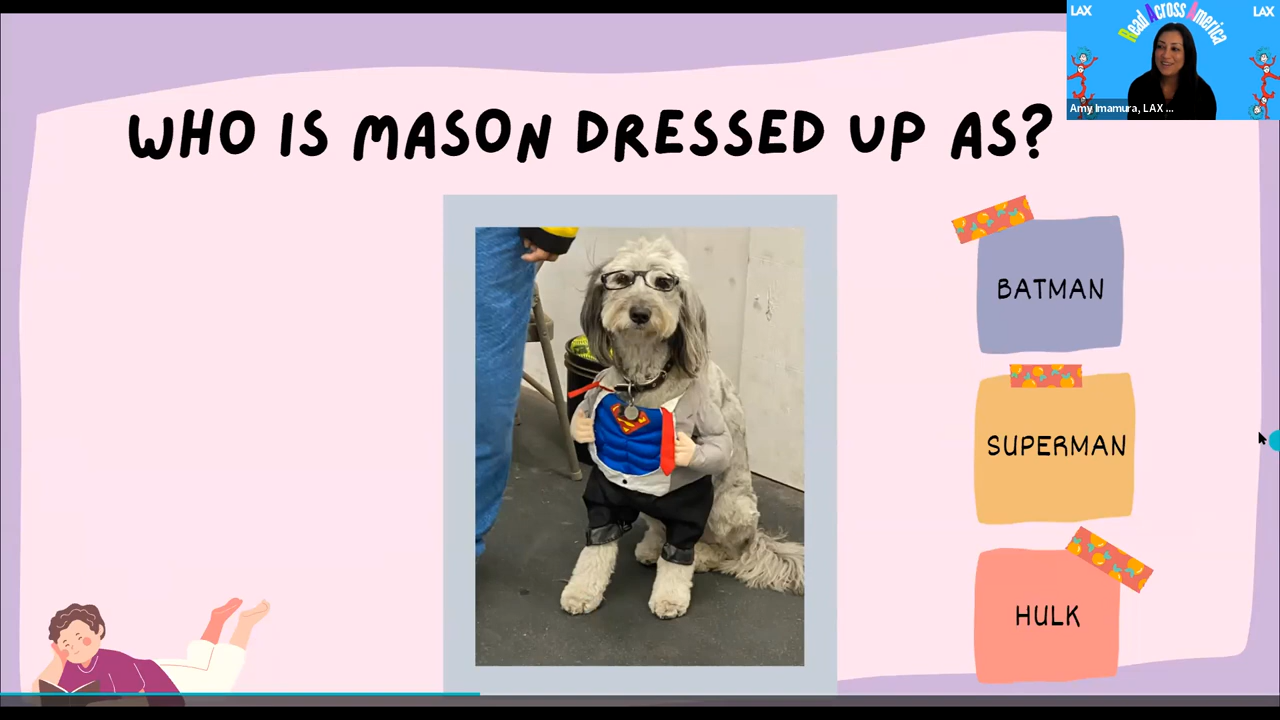 LAX
Read Across America
LAX
Amy Imamura, LAX ...
WHO IS MASON DRESSED UP AS?
BATMAN
SUPERMAN
HULK